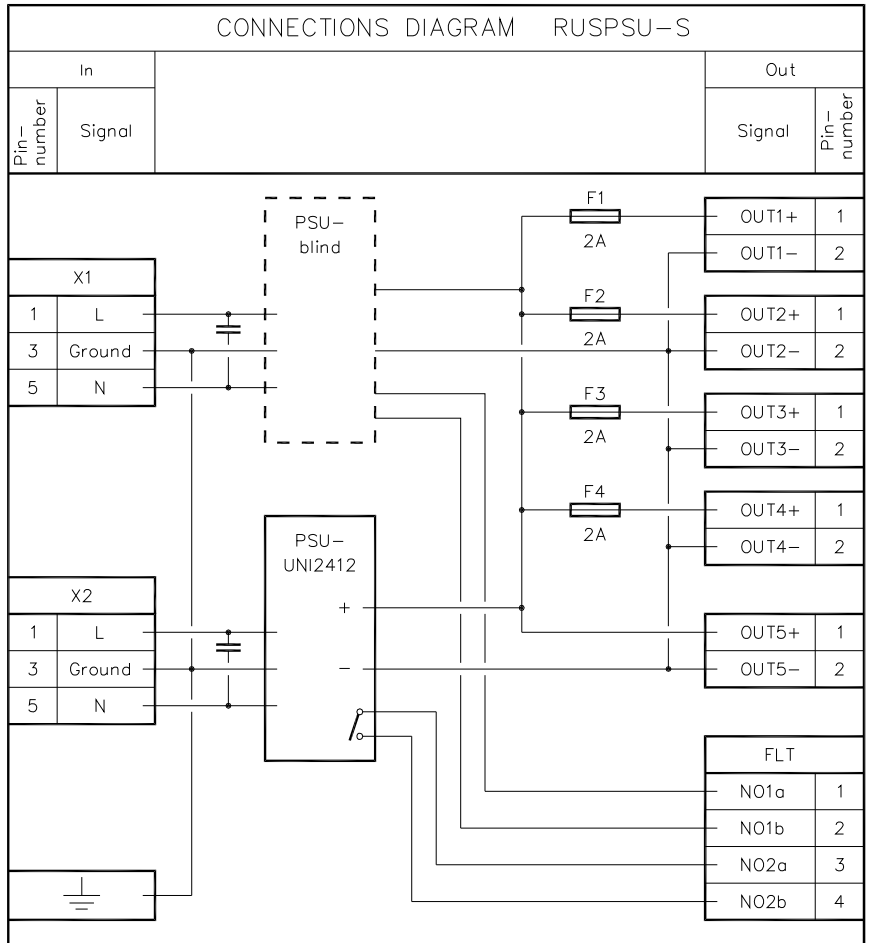 CONNECTIONS DIAGRAM RUSPSU-S
In
Out
Pin-
number
Signal
Signal
Pin-
number
PSU-
blind
X1
1 L
3 Ground
5 N
F1
2A
F2
2A
F3
2A
F4
2A
OUT1+ 1
OUT1- 2
OUT2+ 1
OUT2- 2
OUT3+ 1
OUT3- 2
OUT4+ 1
OUT4- 2
PSU-
UNI2412
+
-
X2
1 L
3 Ground
5 N
OUT5+ 1
OUT5- 2
FLT
NO1a 1
NO1b 2
NO2a 3
NO2b 4